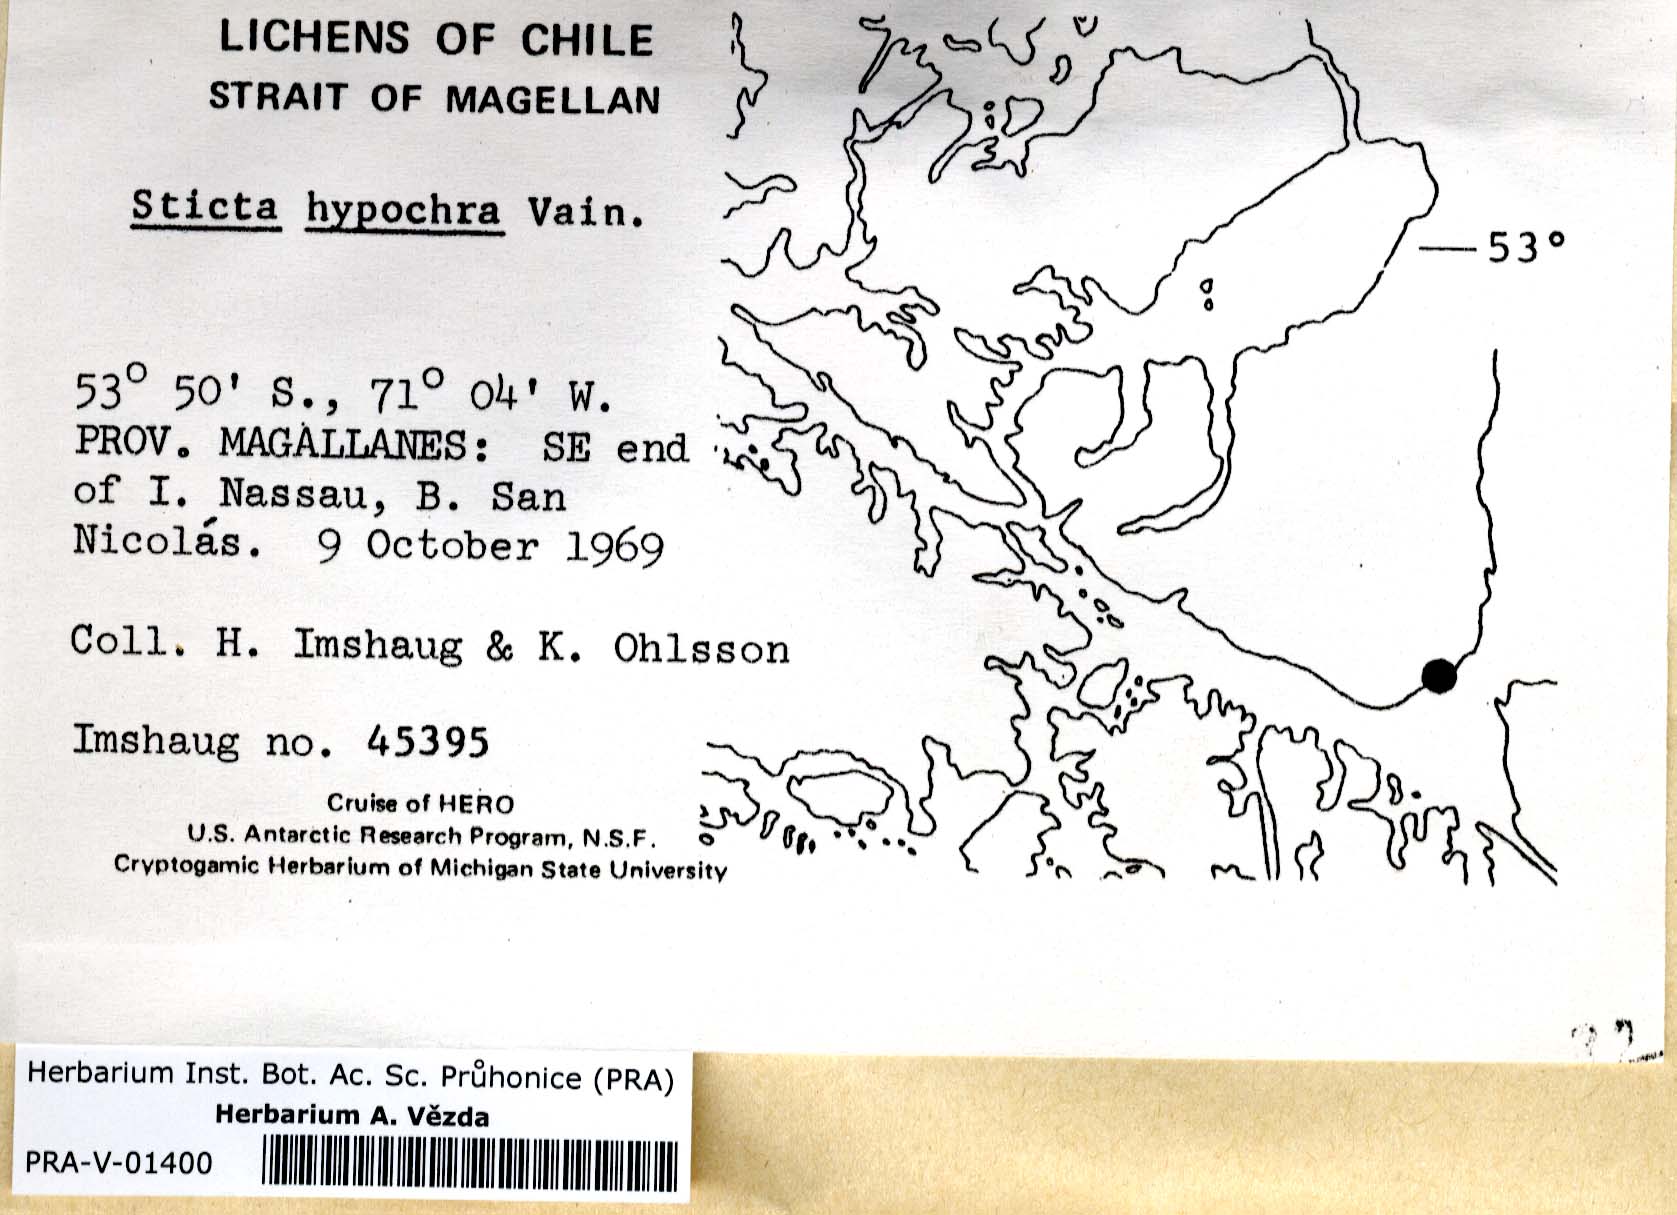 LICHENS OF CHILE
STRAIT OF MAGELLAN
Sticta hypochra Vain.
53°
53° 50' S., 71° 04' W.
PROV. MAGALLANES: SE end
of I. Nassau, B. San
Nicolás. 9 October 1969
Coll. H. Imshaug & K. Ohlsson
Imshaug no. 45395
Cruise of HERO
U.S. Antarctic Research Program, N.S.F.
Cryptogamic Herbarium of Michigan State University
Herbarium Inst. Bot. Ac. Sc. Průhonice (PRA)
Herbarium A. Vězda
PRA-V-01400